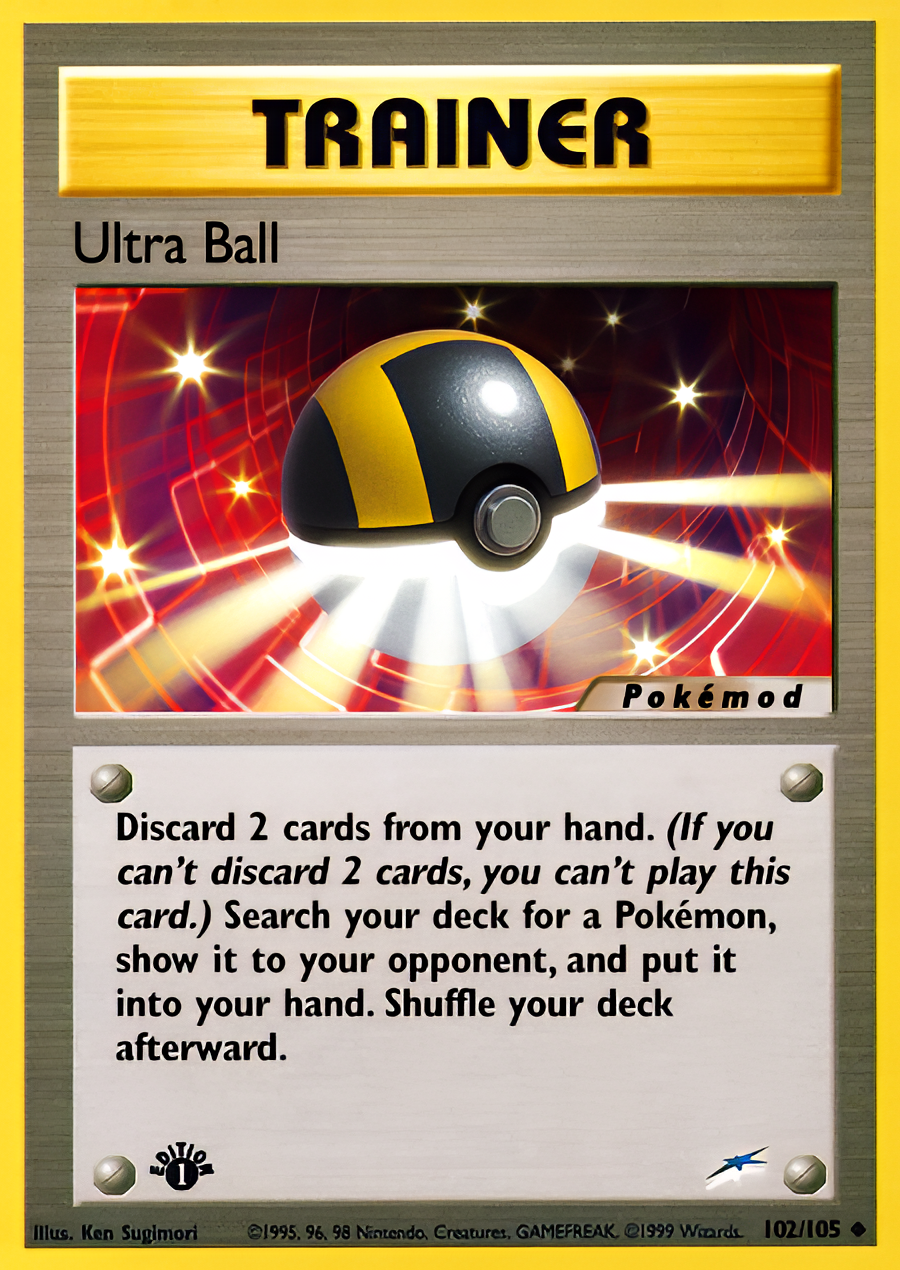 TRAINER
Ultra Ball
Pokémod
Discard 2 cards from your hand. (If you
can't discard 2 cards, you can't play this
card.) Search your deck for a Pokémon,
show it to your opponent, and put it
into your hand. Shuffle your deck
afterward.
EDITION
1
Illus. Ken Sugimori ©1995, 96, 98 Nintendo, Creatures, GAMEFREAK. ©1999 Wizards. 102/105